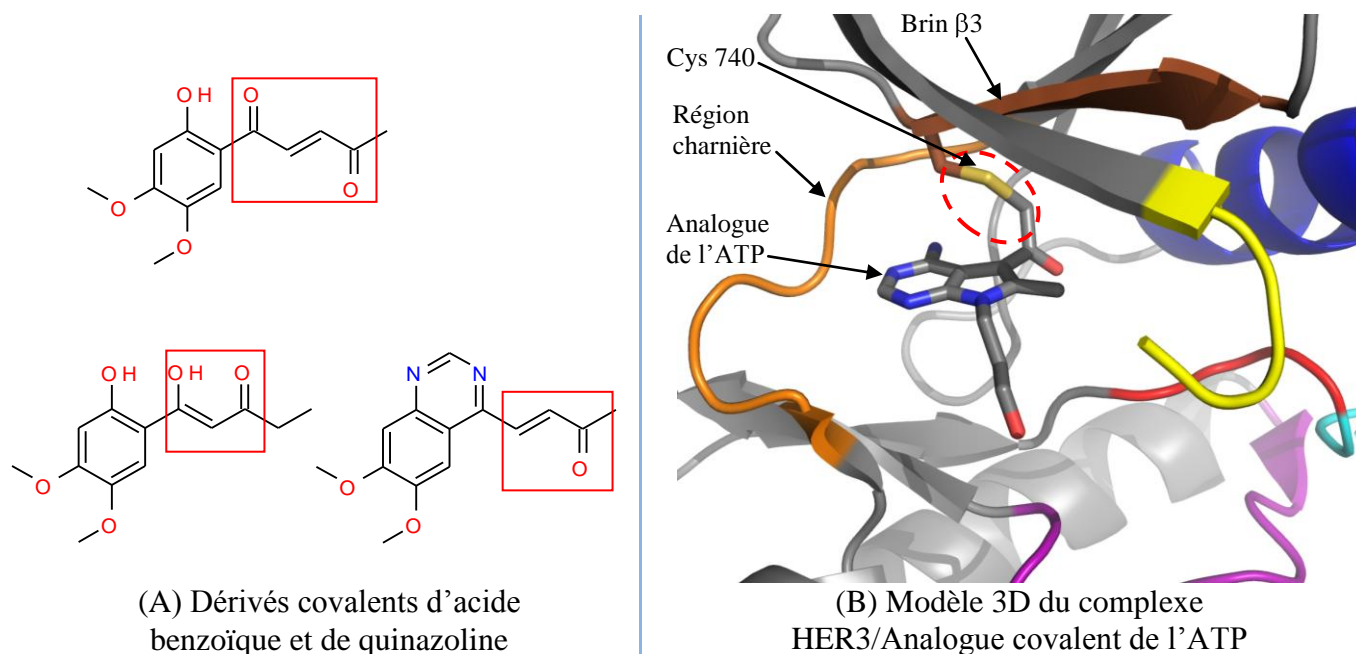 OH
O
O
O
O
OH
OH
O
O
O
N
N
O
O
O
(A) Dérivés covalents d’acide
benzoïque et de quinazoline
Brin β3
Cys 740
Région
charnière
Analogue
de l’ATP
(B) Modèle 3D du complexe
HER3/Analogue covalent de l’ATP